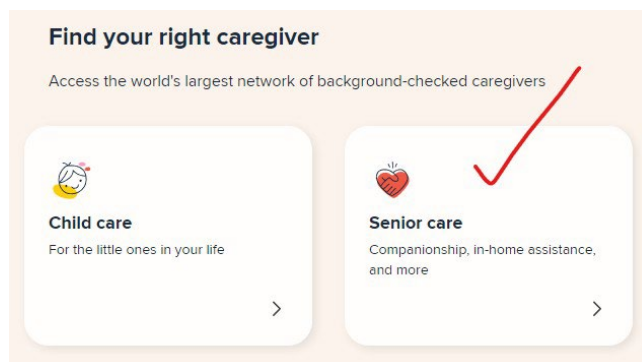 Find your right caregiver
Access the world's largest network of background-checked caregivers
Child care
For the little ones in your life
Senior care
Companionship, in-home assistance,
and more